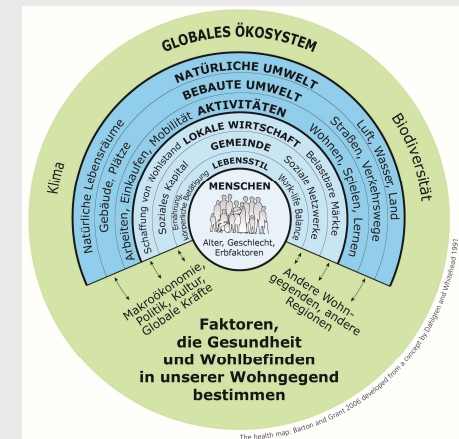 GLOBALES ÖKOSYSTEM
Klima
Biodiversität
NATÜRLICHE UMWELT
Natürliche Lebensräume
Luft, Wasser, Land
BEBAUTE UMWELT
Gebäude, Plätze
Straßen, Verkehrswege
AKTIVITÄTEN
Arbeiten, Einkaufen, Mobilität
Wohnen, Spielen, Lernen
LOKALE WIRTSCHAFT
Schaffung von Wohlstand
Belastbare Märkte
GEMEINDE
Soziales Kapital
Soziale Netzwerke
LEBENSSTIL
Ernährung,
körperliche Betätigung
Work-life Balance
MENSCHEN
Alter, Geschlecht,
Erbfaktoren
Makroökonomie,
Politik, Kultur,
Globale Kräfte
Andere Wohn-
gegenden, andere
Regionen
Faktoren,
die Gesundheit
und Wohlbefinden
in unserer Wohngegend
bestimmen
The health map: Barton and Grant 2006 developed from a concept by Dahlgren and Whitehead 1991